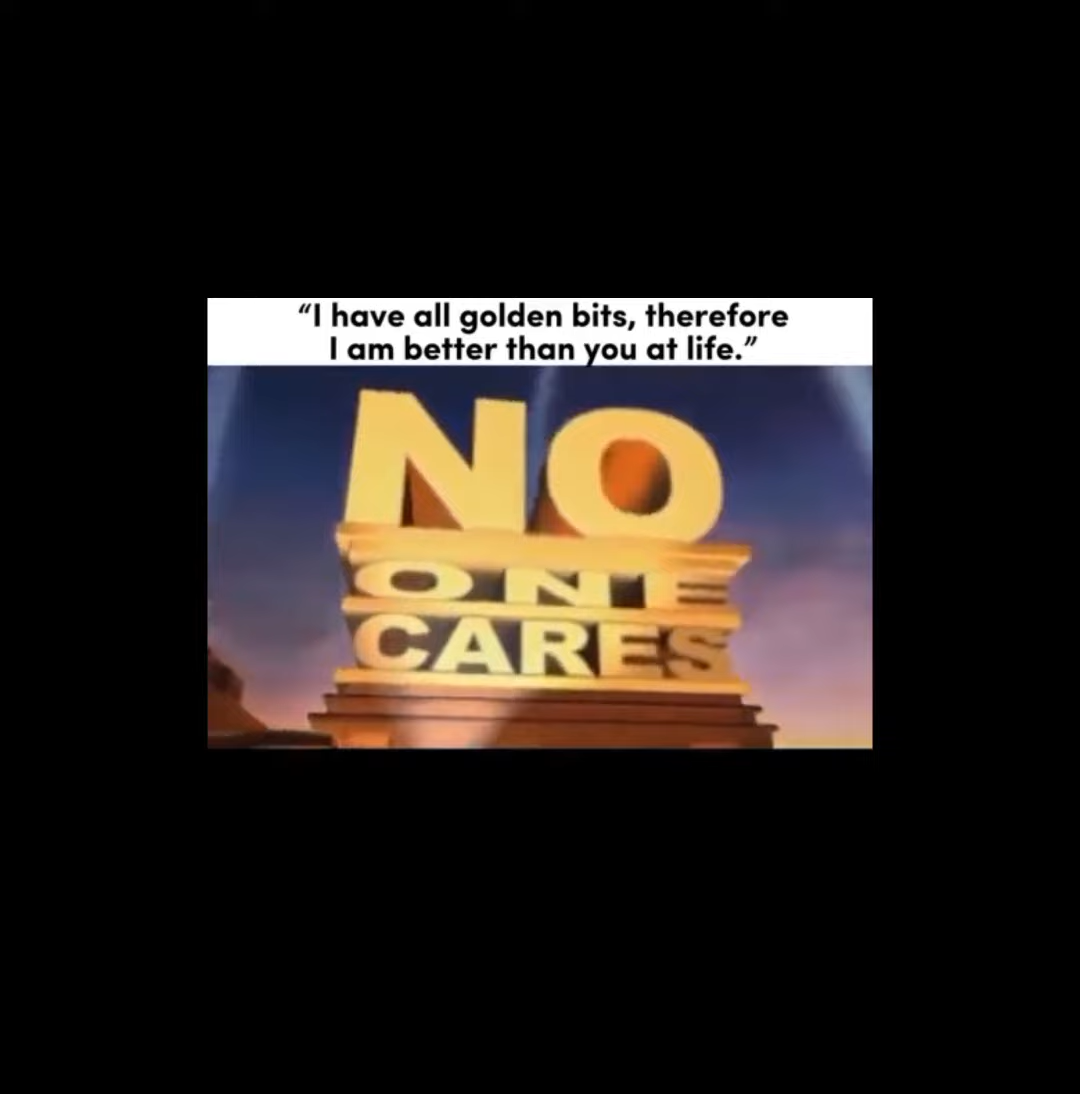 “I have all golden bits, therefore
I am better than you at life.”
NO
ONE
CARES